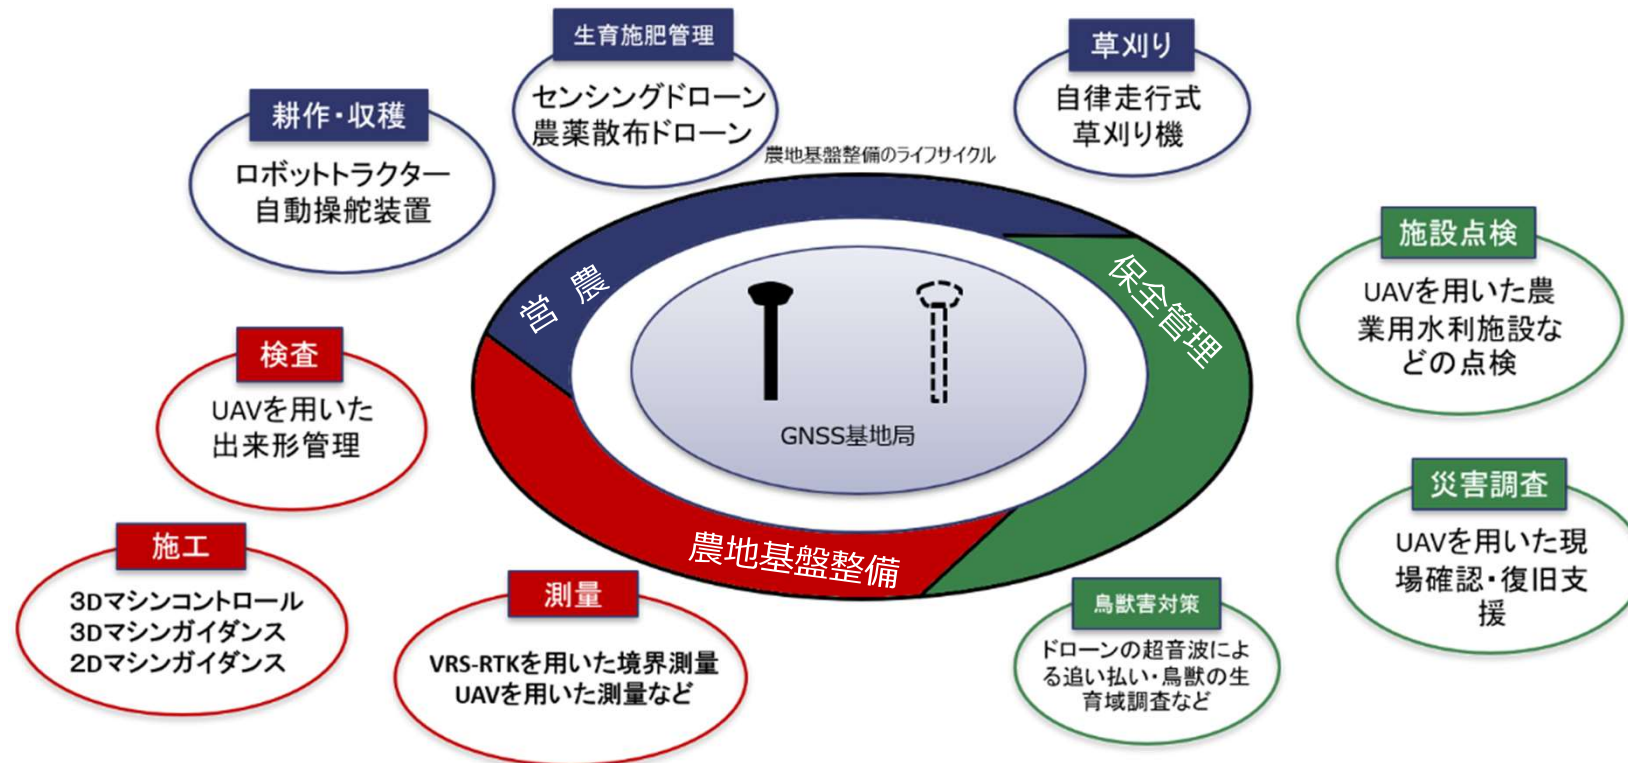 生育施肥管理
センシングドローン
農薬散布ドローン
草刈り
自律走行式
草刈り機
耕作・収穫
ロボットトラクター
自動操舵装置
農地基盤整備のライフサイクル
施設点検
UAVを用いた農
業用水利施設な
どの点検
営農
保全管理
GNSS基地局
農地基盤整備
検査
UAVを用いた
出来形管理
災害調査
UAVを用いた現
場確認・復旧支
援
施工
3Dマシンコントロール
3Dマシンガイダンス
2Dマシンガイダンス
測量
VRS-RTKを用いた境界測量
UAVを用いた測量など
鳥獣害対策
ドローンの超音波によ
る追い払い・鳥獣の生
育域調査など